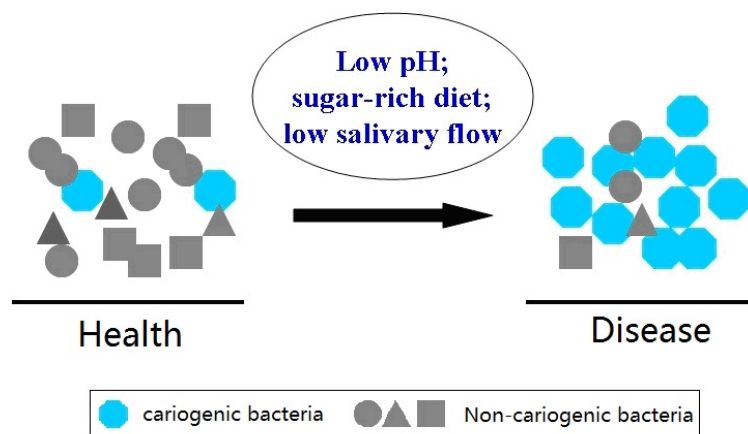 Low pH;
sugar-rich diet;
low salivary flow
Health
Disease
cariogenic bacteria
Non-cariogenic bacteria